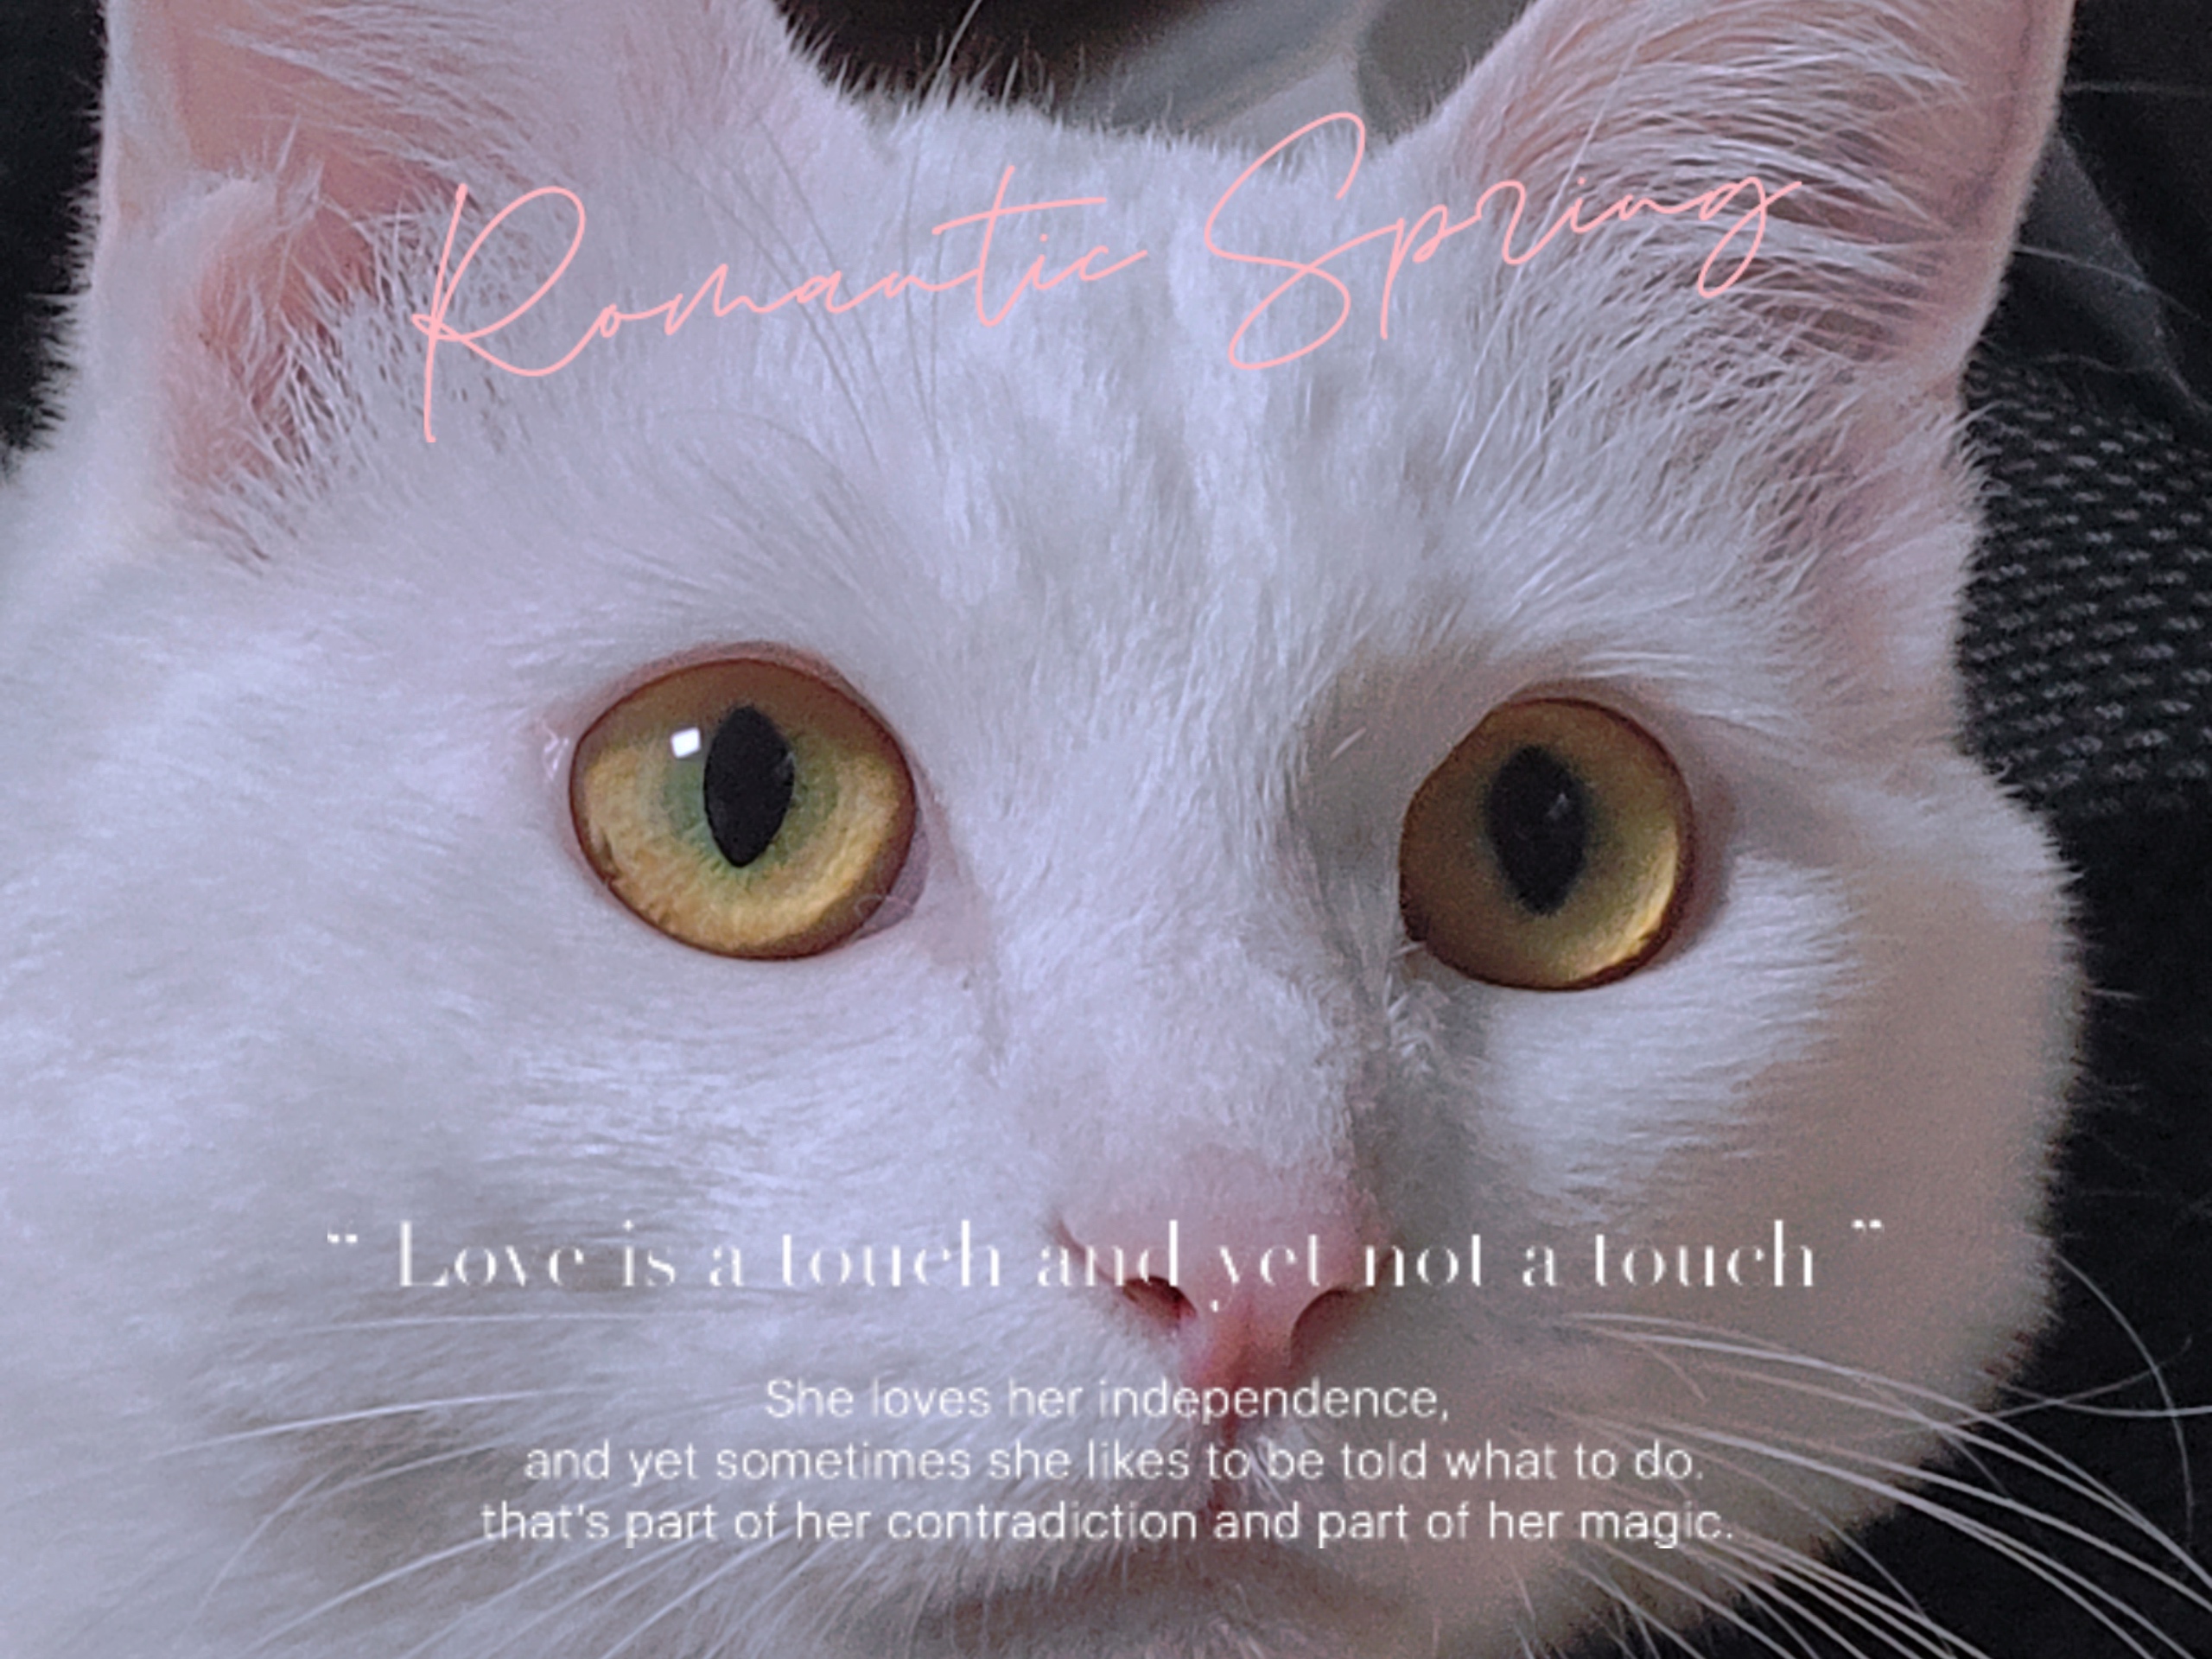 Romantic Spring
“ Love is a touch and yet not a touch ”
She loves her independence,
and yet sometimes she likes to be told what to do.
that's part of her contradiction and part of her magic.